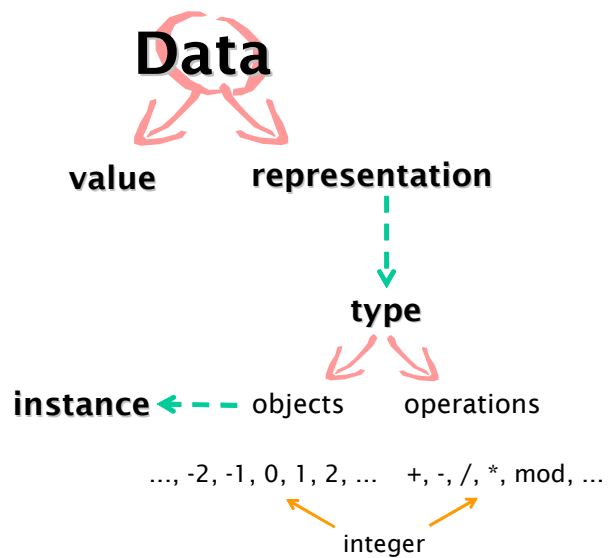 Data
value representation
type
instance objects operations
..., -2, -1, 0, 1, 2, ... +, -, /, *, mod, ...
integer